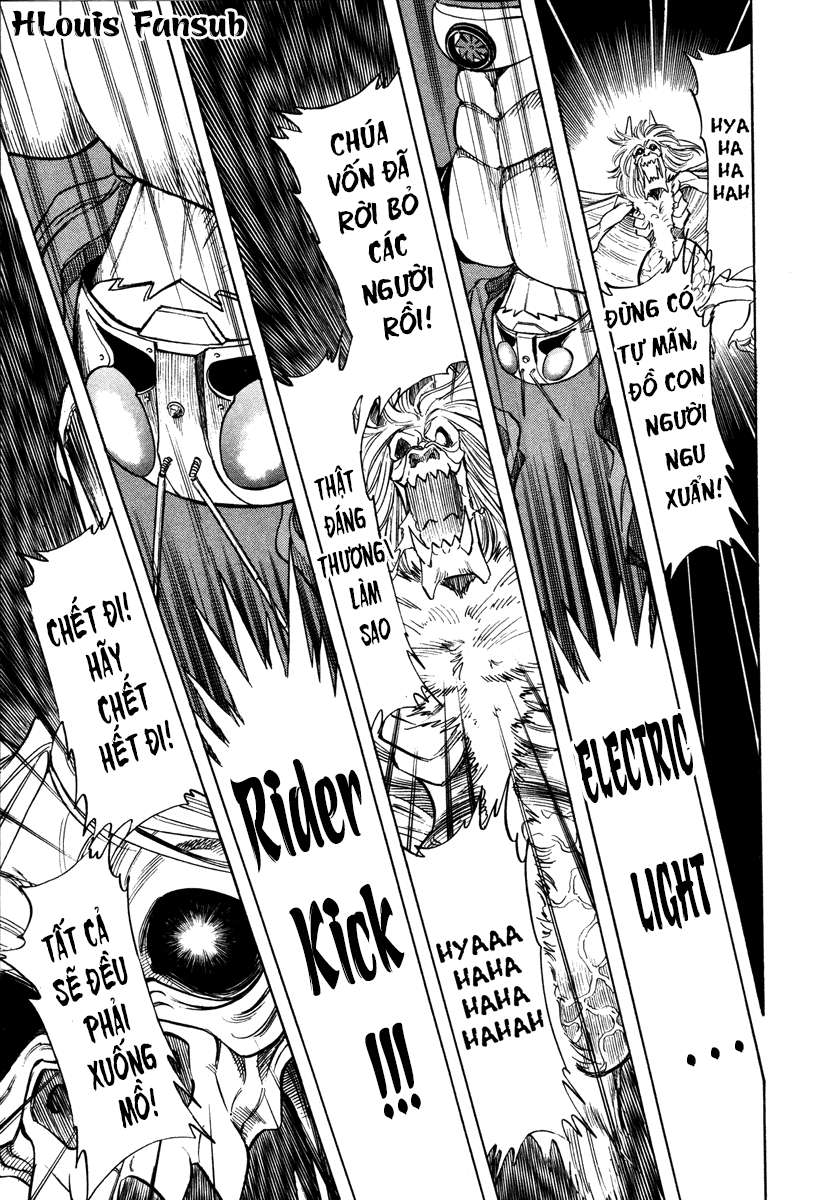 HLouis Fansub
HYA
HA
HA
HAH
ĐỪNG CÓ
TỰ MÃN,
ĐỒ CON
NGƯỜI
NGU
XUẨN!
ELECTRIC
LIGHT
...
CHÚA
VỐN ĐÃ
RỜI BỎ
CÁC
NGƯỜI
RỒI!
THẬT
ĐÁNG
THƯƠNG
LÀM
SAO
HYAAA
HAHA
HAHA
HAHAH
Rider
Kick
!!!
CHẾT ĐI!
HÃY
CHẾT
HẾT ĐI!
TẤT CẢ
SẼ ĐỀU
PHẢI
XUỐNG
MỒ!